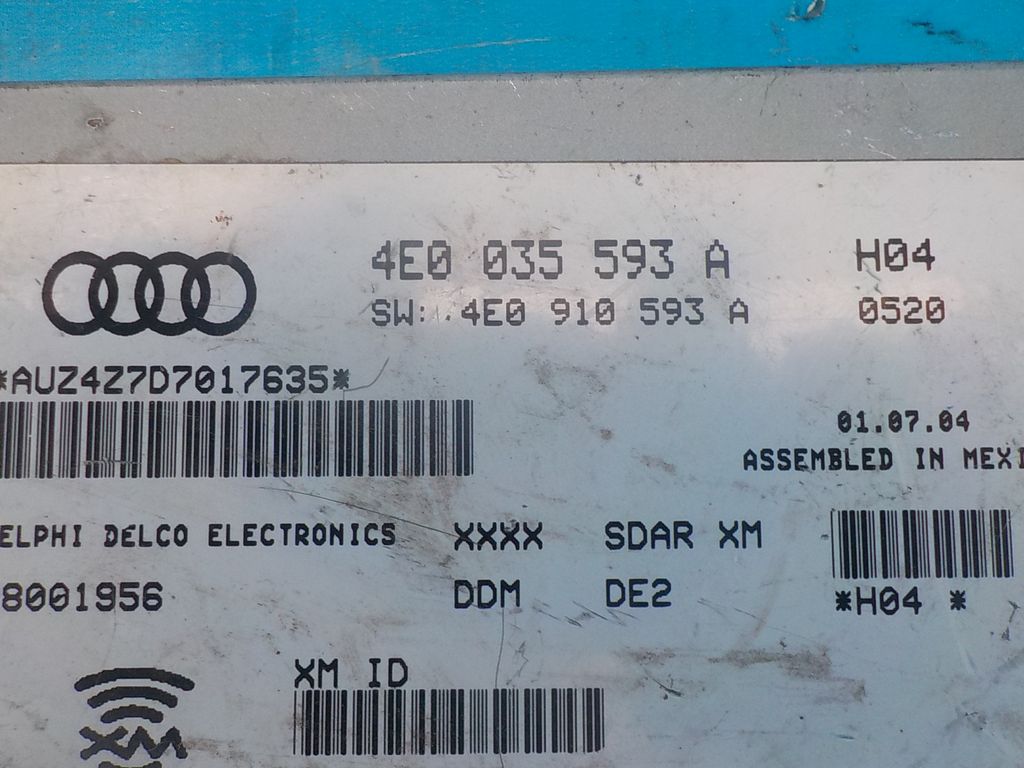 4E0 035 593 A H04
SW: 4E0 910 593 A 0520
*AUZ4Z7D7017635*
01.07.04
ASSEMBLED IN MEXI
ELPHI DELCO ELECTRONICS XXXX SDAR XM
8001956 DDM DE2 *H04 *
XM ID
XM